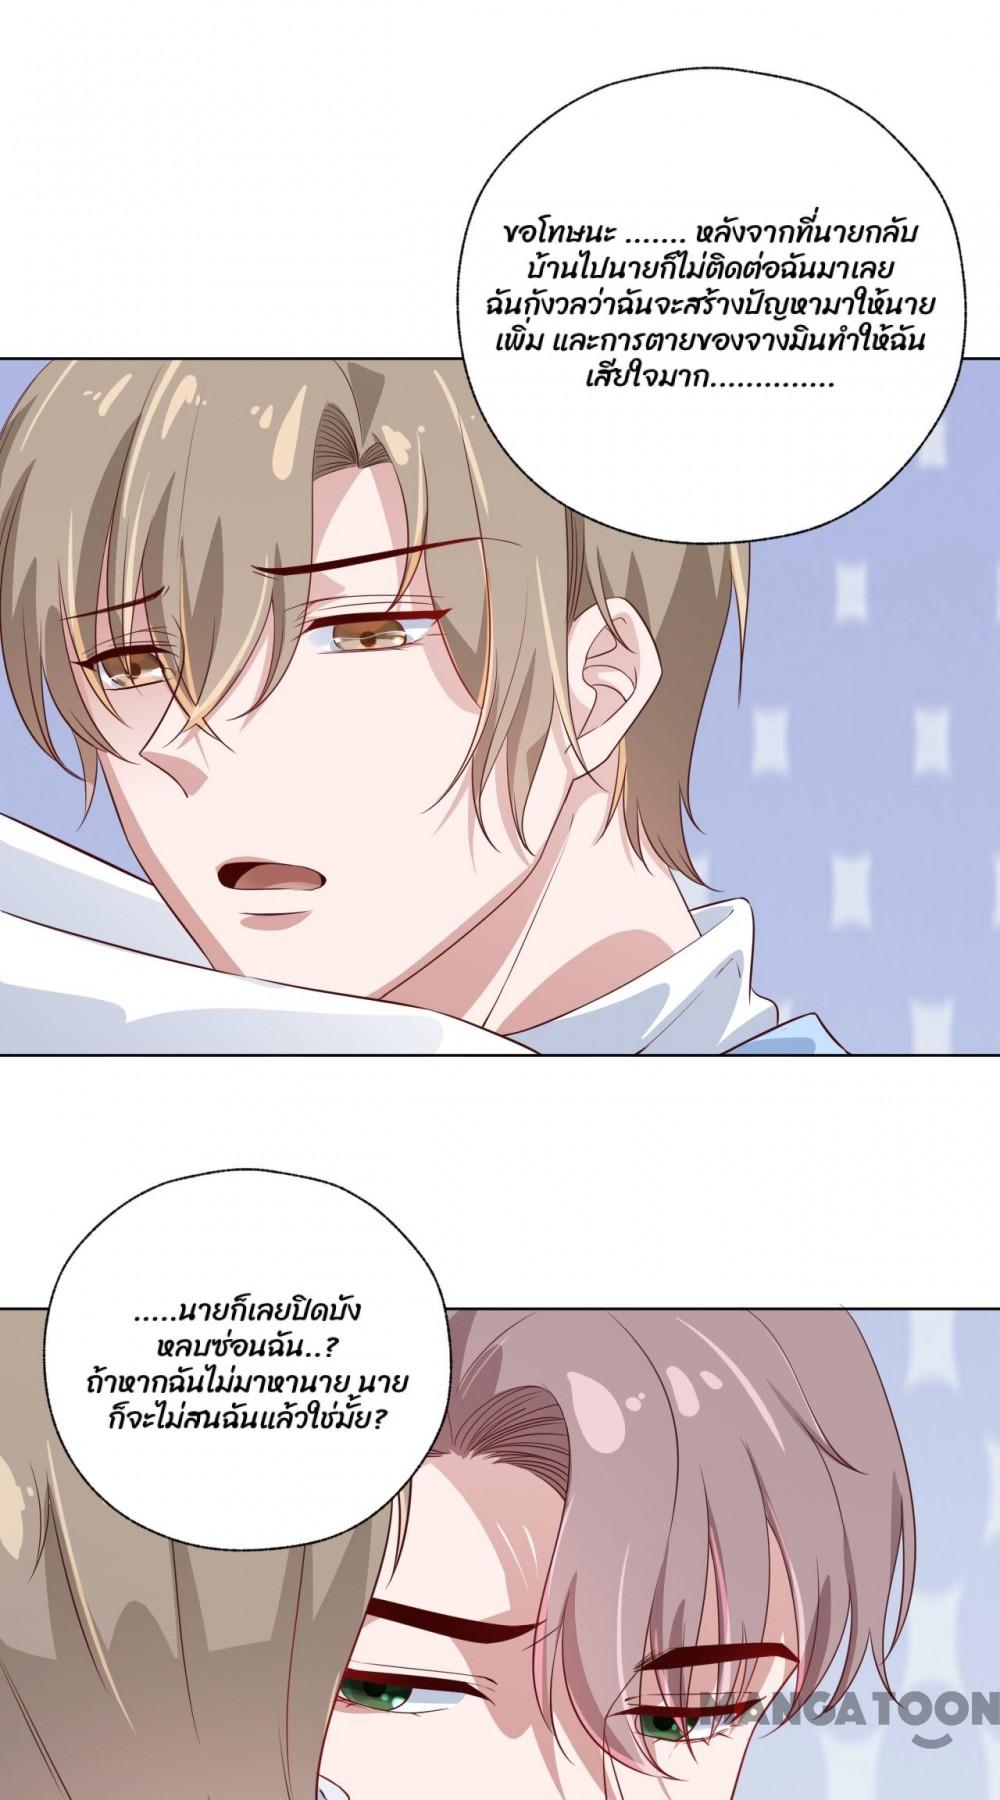 ขอโทษนะ ....... หลังจากที่นายกลับ
บ้านไปนายก็ไม่ติดต่อฉันมาเลย
ฉันกังวลว่าฉันจะสร้างปัญหามาให้นาย
เพิ่ม และการตายของจางมินทำให้ฉัน
เสียใจมาก..............
.....นายก็เลยปิดบัง
หลบซ่อนฉัน..?
ถ้าหากฉันไม่มาหานาย นาย
ก็จะไม่สนฉันแล้วใช่มั้ย?
MANGATOON